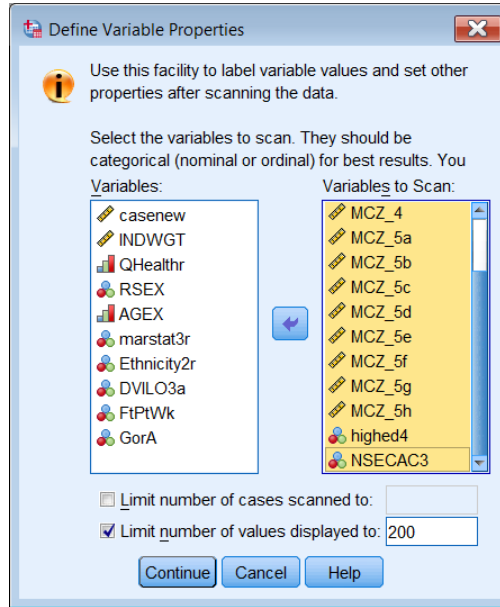 Define Variable Properties
Use this facility to label variable values and set other
properties after scanning the data.
Select the variables to scan. They should be
categorical (nominal or ordinal) for best results. You
Variables:
casenew
INDWGT
QHealthr
RSEX
AGEX
marstat3r
Ethnicity2r
DVILO3a
FtPtWk
GorA
Variables to Scan:
MCZ_4
MCZ_5a
MCZ_5b
MCZ_5c
MCZ_5d
MCZ_5e
MCZ_5f
MCZ_5g
MCZ_5h
highed4
NSECAC3
Limit number of cases scanned to:
Limit number of values displayed to: 200
Continue Cancel Help